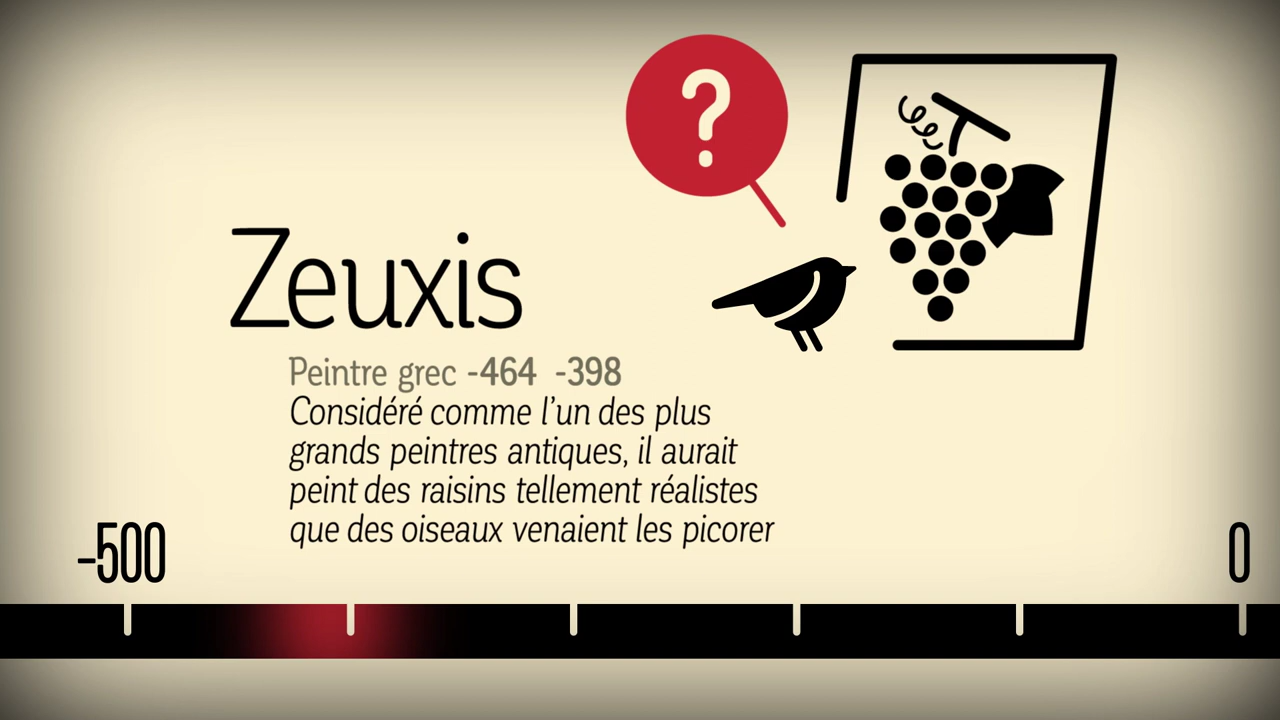 ?
Zeuxis
Peintre grec -464 -398
Considéré comme l'un des plus
grands peintres antiques, il aurait
peint des raisins tellement réalistes
que des oiseaux venaient les picorer
-500
0